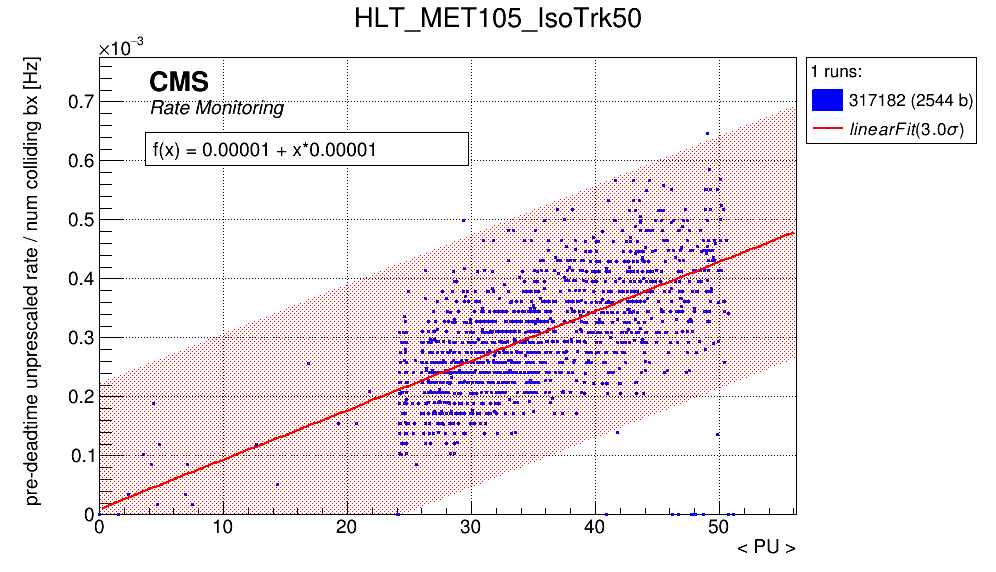 HLT_MET105_IsoTrk50
×10⁻³
pre-deadtime unprescaled rate / num colliding bx [Hz]
CMS
Rate Monitoring
f(x) = 0.00001 + x*0.00001
0.7
0.6
0.5
0.4
0.3
0.2
0.1
0
0 10 20 30 40 50
< PU >
1 runs:
317182 (2544 b)
linearFit(3.0σ)